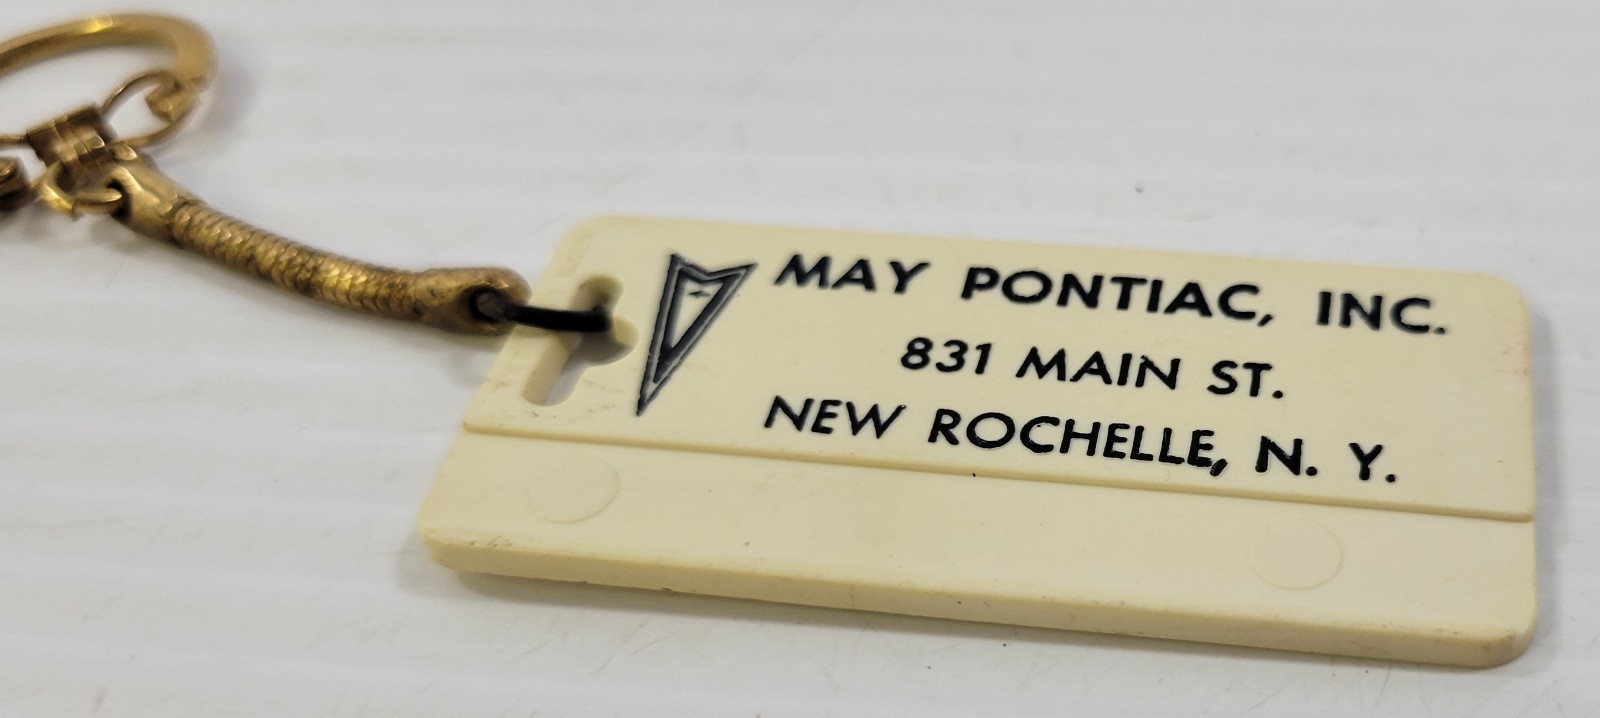 MAY PONTIAC, INC.
831 MAIN ST.
NEW ROCHELLE, N. Y.